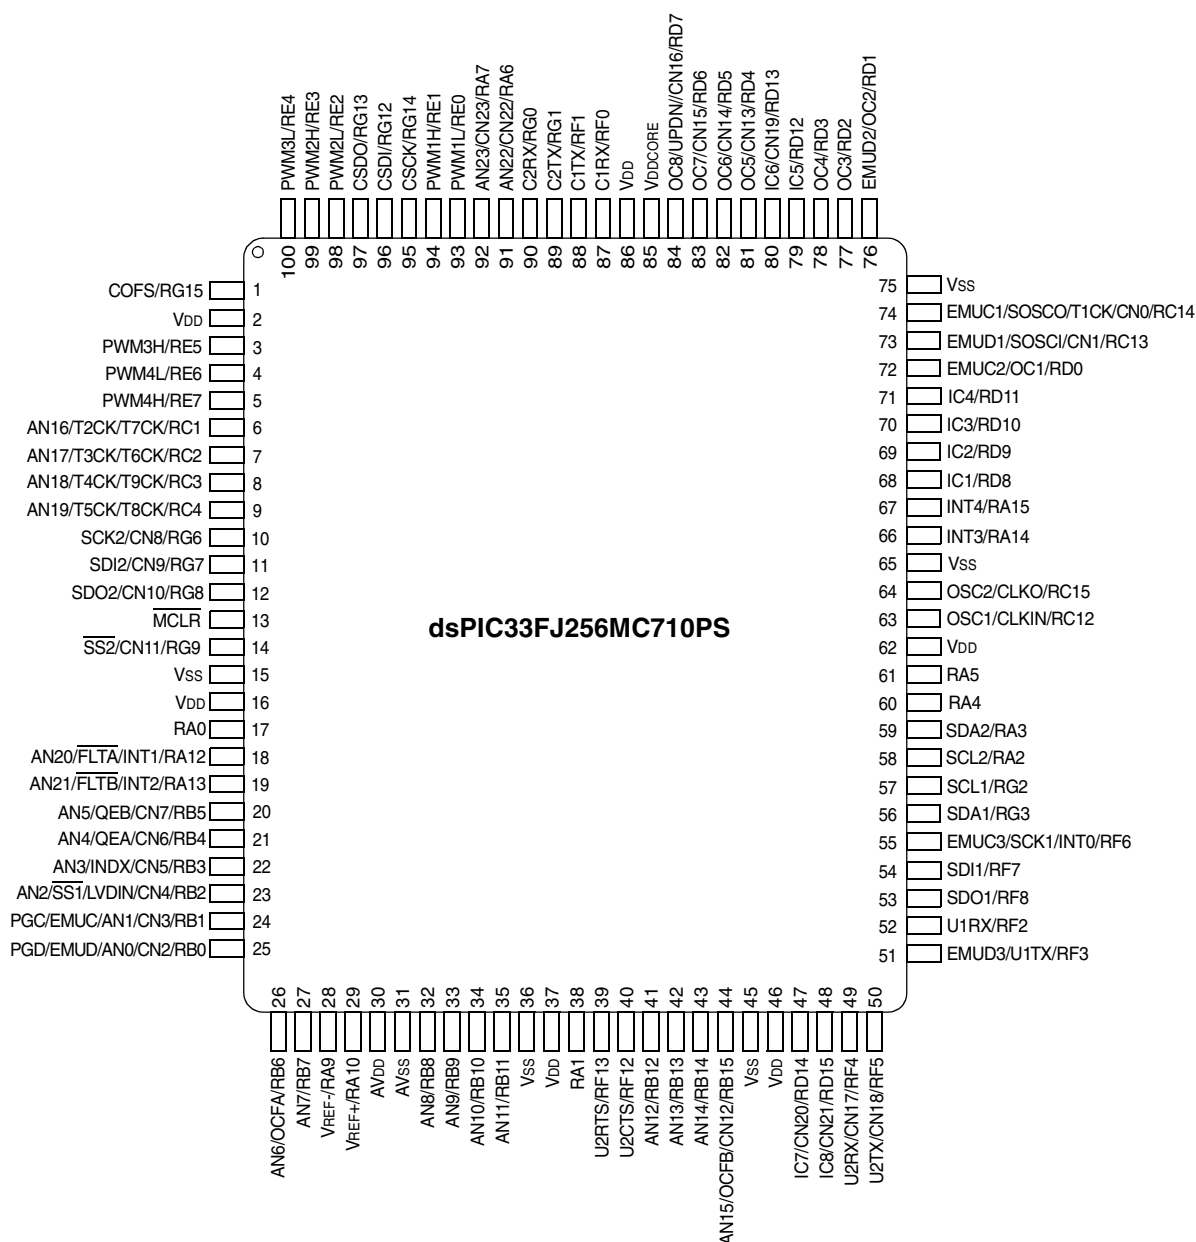 PWM3L/RE4
PWM2H/RE3
PWM2L/RE2
CSDO/RG13
CSDI/RG12
CSCK/RG14
PWM1H/RE1
PWM1L/RE0
AN23/CN23/RA7
AN22/CN22/RA6
C2RX/RG0
C2TX/RG1
C1TX/RF1
C1RX/RF0
VDD
VDDCORE
OC8/UPDN//CN16/RD7
OC7/CN15/RD6
OC6/CN14/RD5
OC5/CN13/RD4
IC6/CN19/RD13
IC5/RD12
OC4/RD3
OC3/RD2
EMUD2/OC2/RD1
100 99 98 97 96 95 94 93 92 91 90 89 88 87 86 85 84 83 82 81 80 79 78 77 76
COFS/RG15 1
VDD 2
PWM3H/RE5 3
PWM4L/RE6 4
PWM4H/RE7 5
AN16/T2CK/T7CK/RC1 6
AN17/T3CK/T6CK/RC2 7
AN18/T4CK/T9CK/RC3 8
AN19/T5CK/T8CK/RC4 9
SCK2/CN8/RG6 10
SDI2/CN9/RG7 11
SDO2/CN10/RG8 12
MCLR 13
SS2/CN11/RG9 14
VSS 15
VDD 16
RA0 17
AN20/FLTA/INT1/RA12 18
AN21/FLTB/INT2/RA13 19
AN5/QEB/CN7/RB5 20
AN4/QEA/CN6/RB4 21
AN3/INDX/CN5/RB3 22
AN2/SS1/LVDIN/CN4/RB2 23
PGC/EMUC/AN1/CN3/RB1 24
PGD/EMUD/AN0/CN2/RB0 25
dsPIC33FJ256MC710PS
75 VSS
74 EMUC1/SOSCO/T1CK/CN0/RC14
73 EMUD1/SOSCI/CN1/RC13
72 EMUC2/OC1/RD0
71 IC4/RD11
70 IC3/RD10
69 IC2/RD9
68 IC1/RD8
67 INT4/RA15
66 INT3/RA14
65 VSS
64 OSC2/CLKO/RC15
63 OSC1/CLKIN/RC12
62 VDD
61 RA5
60 RA4
59 SDA2/RA3
58 SCL2/RA2
57 SCL1/RG2
56 SDA1/RG3
55 EMUC3/SCK1/INT0/RF6
54 SDI1/RF7
53 SDO1/RF8
52 U1RX/RF2
51 EMUD3/U1TX/RF3
26 27 28 29 30 31 32 33 34 35 36 37 38 39 40 41 42 43 44 45 46 47 48 49 50
AN6/OCFA/RB6
AN7/RB7
VREF-/RA9
VREF+/RA10
AVDD
AVSS
AN8/RB8
AN9/RB9
AN10/RB10
AN11/RB11
VSS
VDD
RA1
U2RTS/RF13
U2CTS/RF12
AN12/RB12
AN13/RB13
AN14/RB14
AN15/OCFB/CN12/RB15
VSS
VDD
IC7/CN20/RD14
IC8/CN21/RD15
U2RX/CN17/RF4
U2TX/CN18/RF5